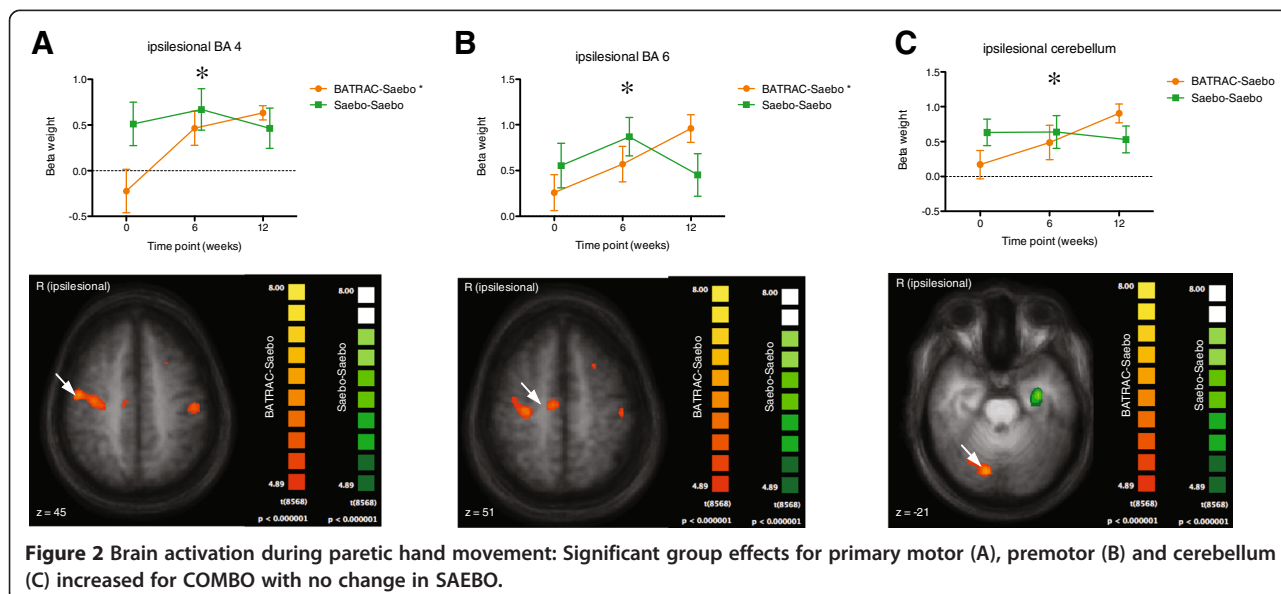 A
ipsilesional BA 4
*
1.0
0.5
0.0
-0.5
Beta weight
0
6
12
Time point (weeks)
BATRAC-Saebo *
Saebo-Saebo
B
ipsilesional BA 6
*
1.5
1.0
0.5
0.0
Beta weight
0
6
12
Time point (weeks)
BATRAC-Saebo *
Saebo-Saebo
C
ipsilesional cerebellum
*
1.5
1.0
0.5
0.0
-0.5
Beta weight
0
6
12
Time point (weeks)
BATRAC-Saebo
Saebo-Saebo
R (ipsilesional)
z = 45
8.00
BATRAC-Saebo
4.89
t(8568)
p < 0.000001
8.00
Saebo-Saebo
4.89
t(8568)
p < 0.000001
R (ipsilesional)
z = 51
8.00
BATRAC-Saebo
4.89
t(8568)
p < 0.000001
8.00
Saebo-Saebo
4.89
t(8568)
p < 0.000001
R (ipsilesional)
z = -21
8.00
BATRAC-Saebo
4.89
t(8568)
p < 0.000001
8.00
Saebo-Saebo
4.89
t(8568)
p < 0.000001
Figure 2 Brain activation during paretic hand movement: Significant group effects for primary motor (A), premotor (B) and cerebellum
(C) increased for COMBO with no change in SAEBO.